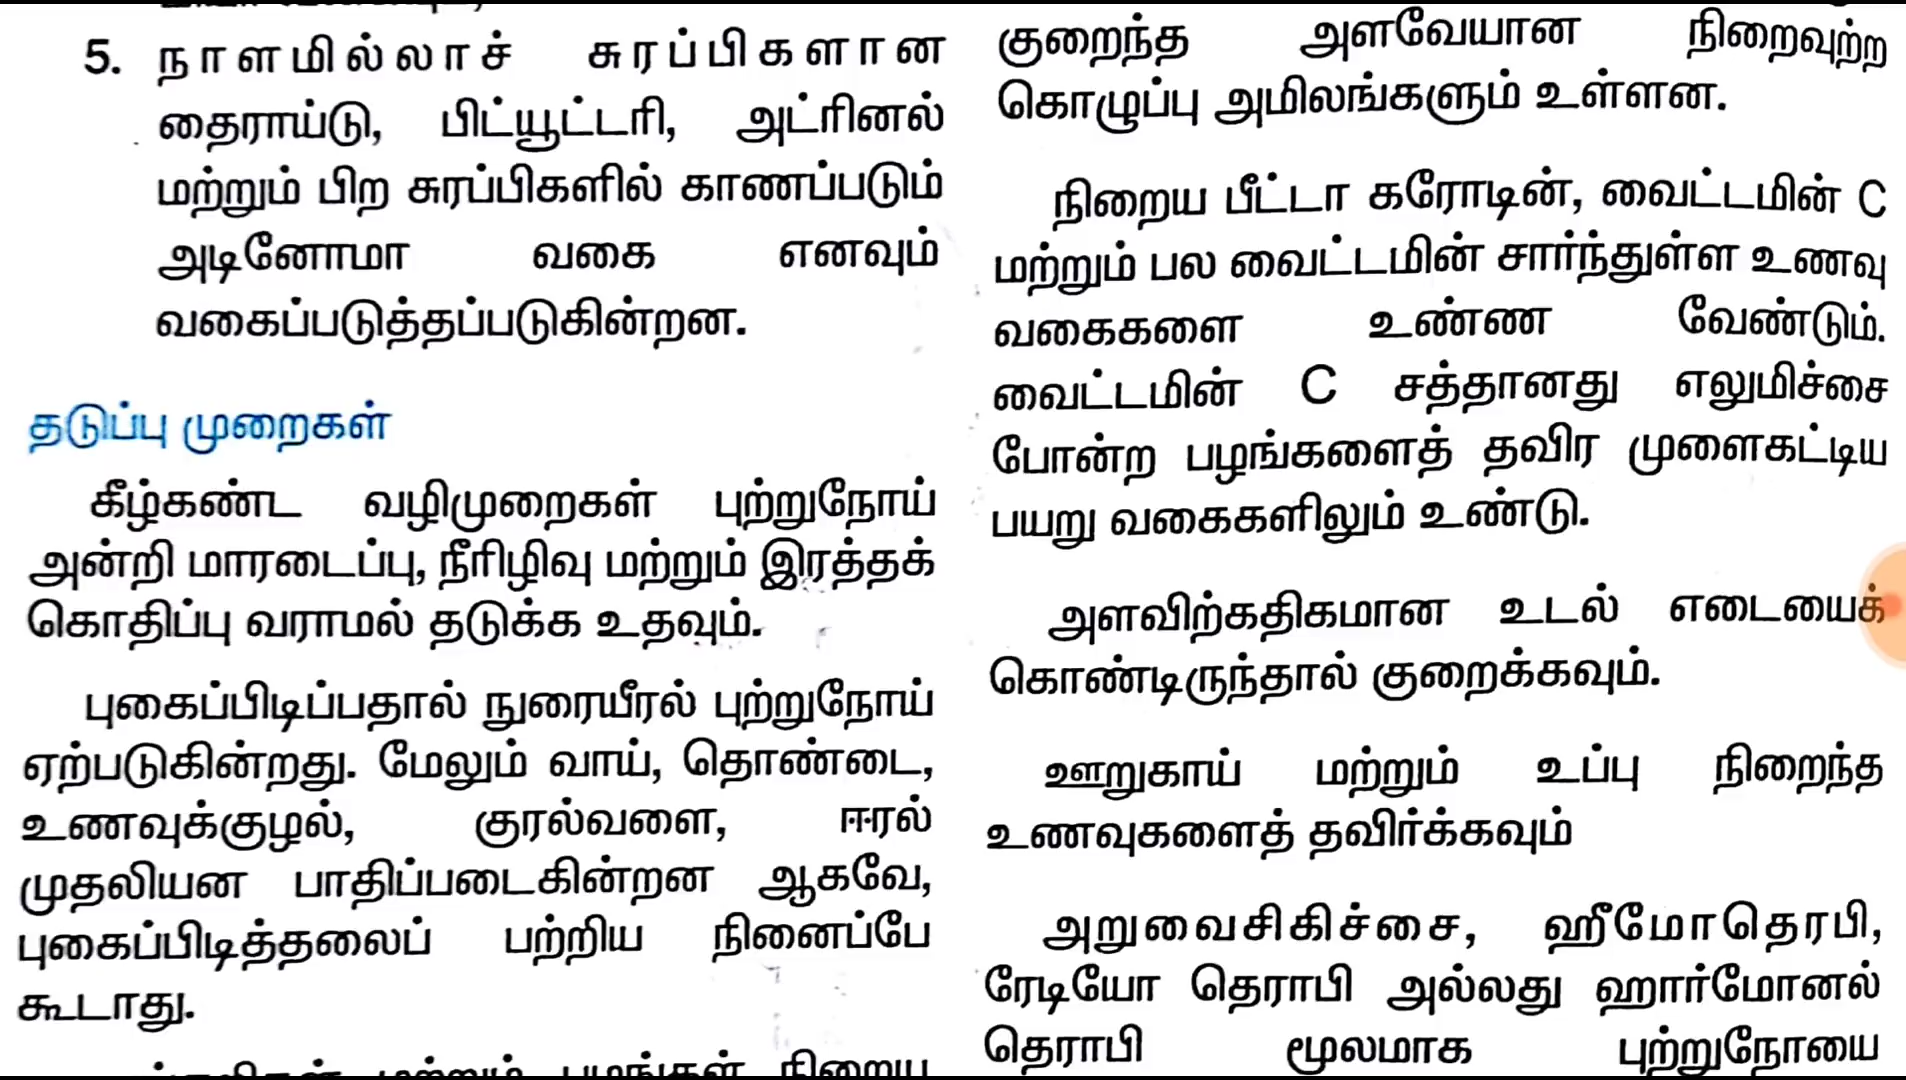 5. நாளமில்லாச் சுரப்பிகளான
தைராய்டு, பிட்யூட்டரி, அட்ரினல்
மற்றும் பிற சுரப்பிகளில் காணப்படும்
அடினோமா வகை எனவும்
வகைப்படுத்தப்படுகின்றன.
தடுப்பு முறைகள்
கீழ்கண்ட வழிமுறைகள் புற்றுநோய்
அன்றி மாரடைப்பு, நீரிழிவு மற்றும் இரத்தக்
கொதிப்பு வராமல் தடுக்க உதவும்.
புகைப்பிடிப்பதால் நுரையீரல் புற்றுநோய்
ஏற்படுகின்றது. மேலும் வாய், தொண்டை,
உணவுக்குழல், குரல்வளை, ஈரல்
முதலியன பாதிப்படைகின்றன ஆகவே,
புகைப்பிடித்தலைப் பற்றிய நினைப்பே
கூடாது.
மற்றும் பழங்கள் நிறைய
குறைந்த அளவேயான நிறைவுற்ற
கொழுப்பு அமிலங்களும் உள்ளன.
நிறைய பீட்டா கரோடின், வைட்டமின் C
மற்றும் பல வைட்டமின் சார்ந்துள்ள உணவு
வகைகளை உண்ண வேண்டும்.
வைட்டமின் C சத்தானது எலுமிச்சை
போன்ற பழங்களைத் தவிர முளைகட்டிய
பயறு வகைகளிலும் உண்டு.
அளவிற்கதிகமான உடல் எடையைக்
கொண்டிருந்தால் குறைக்கவும்.
ஊறுகாய் மற்றும் உப்பு நிறைந்த
உணவுகளைத் தவிர்க்கவும்
அறுவைசிகிச்சை, ஹீமோதெரபி,
ரேடியோ தெராபி அல்லது ஹார்மோனல்
தெராபி மூலமாக புற்றுநோயை